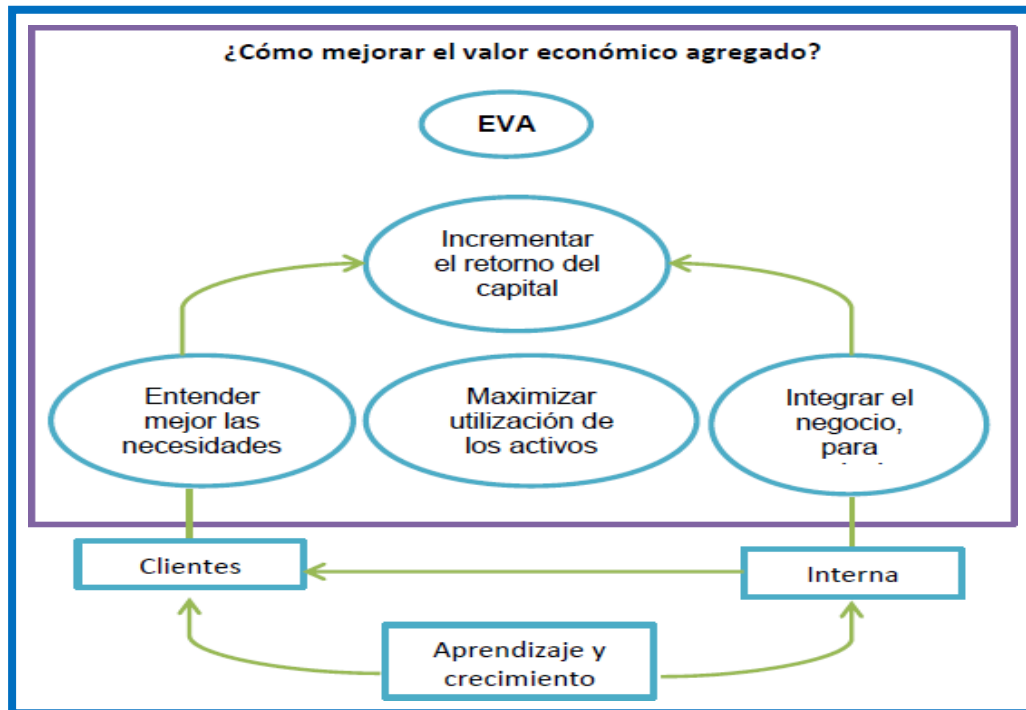 ¿Cómo mejorar el valor económico agregado?
EVA
Incrementar
el retorno del
capital
Entender
mejor las
necesidades
Maximizar
utilización de
los activos
Integrar el
negocio,
para
Clientes
Interna
Aprendizaje y
crecimiento